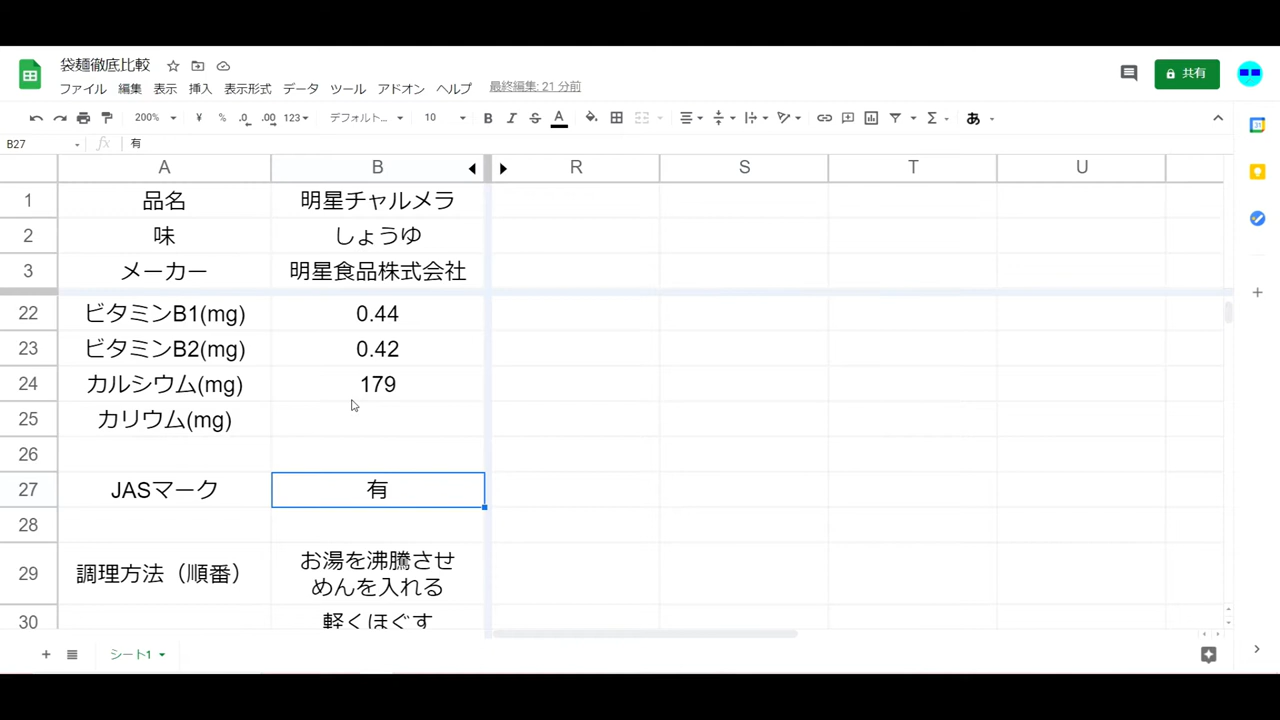 袋麺徹底比較
ファイル 編集 表示 挿入 表示形式 データ ツール アドオン ヘルプ 最終編集: 21 分前
共有
200% ¥ % .0 .00 123 デフォルト... 10 B I S A Σ あ
B27 fx 有
A B R S T U
1 品名 明星チャルメラ
2 味 しょうゆ
3 メーカー 明星食品株式会社
22 ビタミンB1(mg) 0.44
23 ビタミンB2(mg) 0.42
24 カルシウム(mg) 179
25 カリウム(mg)
26
27 JASマーク 有
28
29 調理方法（順番） お湯を沸騰させ
めんを入れる
30 軽くほぐす
シート1